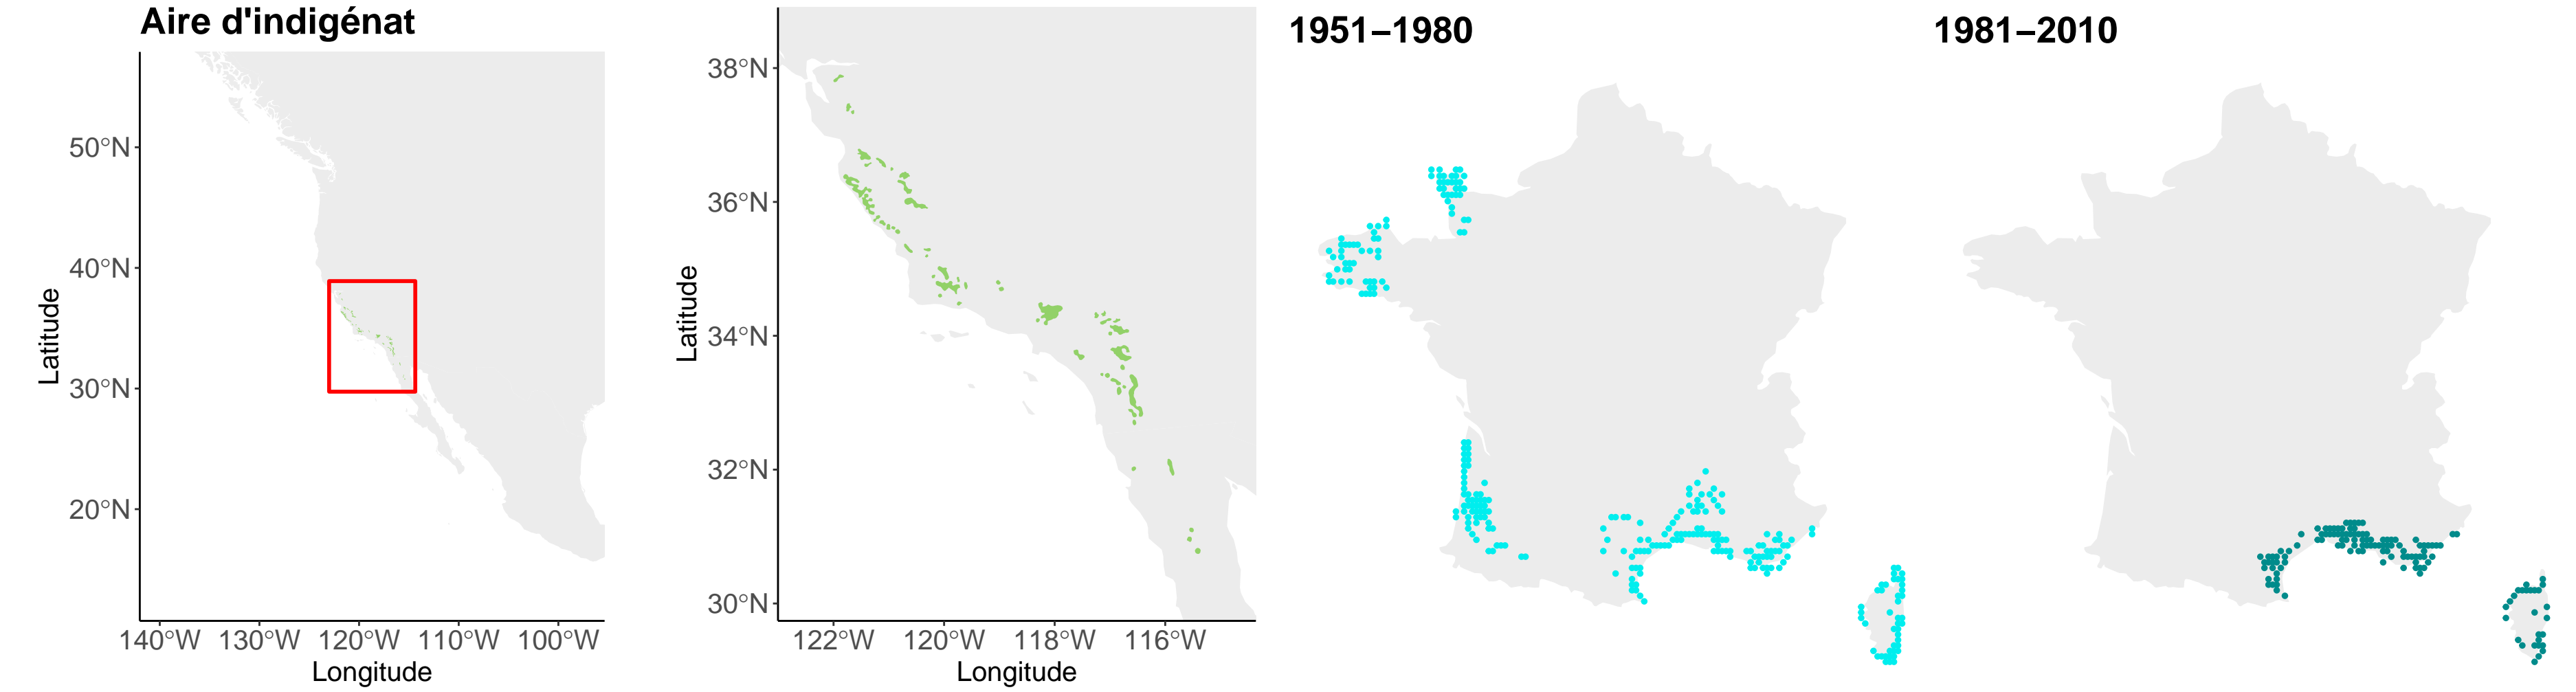 Aire d'indigénat
1951−1980
1981−2010
50°N
40°N
30°N
20°N
Latitude
140°W
130°W
120°W
110°W
100°W
Longitude
38°N
36°N
34°N
32°N
30°N
Latitude
122°W
120°W
118°W
116°W
Longitude